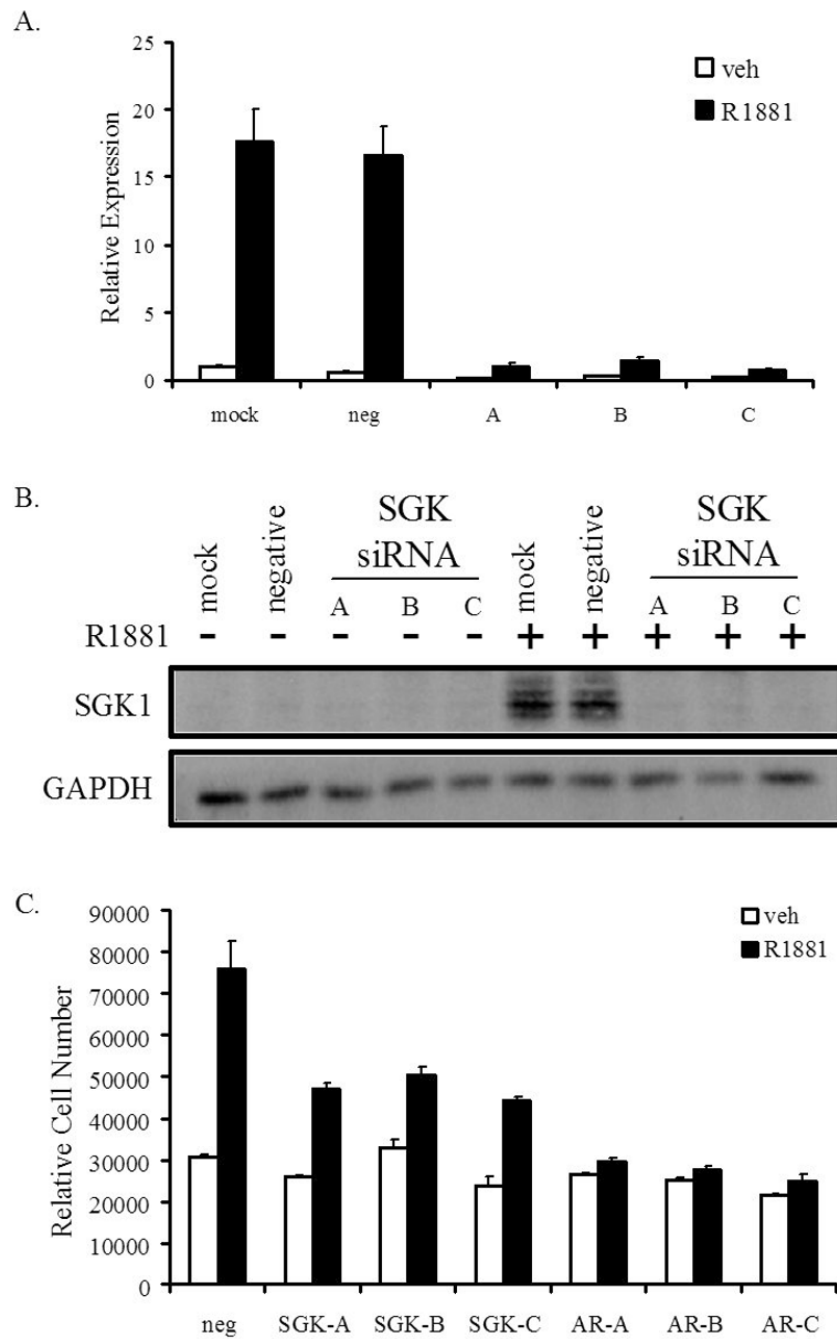 A.
25
20
15
10
5
0
Relative Expression
veh
R1881
mock neg A B C
B.
mock negative SGK siRNA mock negative SGK siRNA
A B C A B C
R1881 - - - - - + + + + +
SGK1
GAPDH
C.
90000
80000
70000
60000
50000
40000
30000
20000
10000
0
Relative Cell Number
veh
R1881
neg SGK-A SGK-B SGK-C AR-A AR-B AR-C